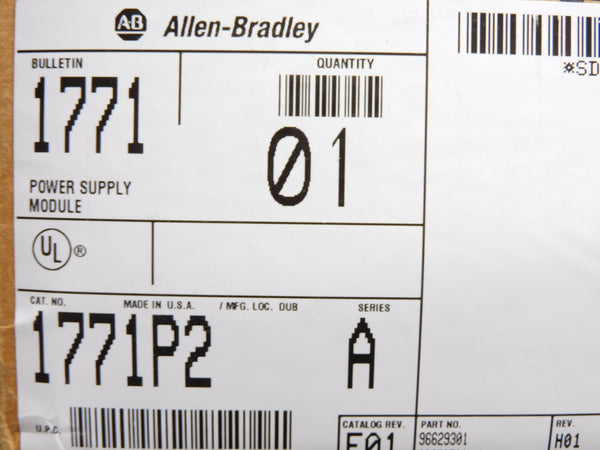 AB Allen-Bradley
BULLETIN QUANTITY
1771
01
*SD
POWER SUPPLY
MODULE
UL®
CAT. NO. MADE IN U.S.A. / MFG. LOC. DUB SERIES
1771P2 A
U.P.C.
CATALOG REV. PART NO. REV.
F01 96629301 H01